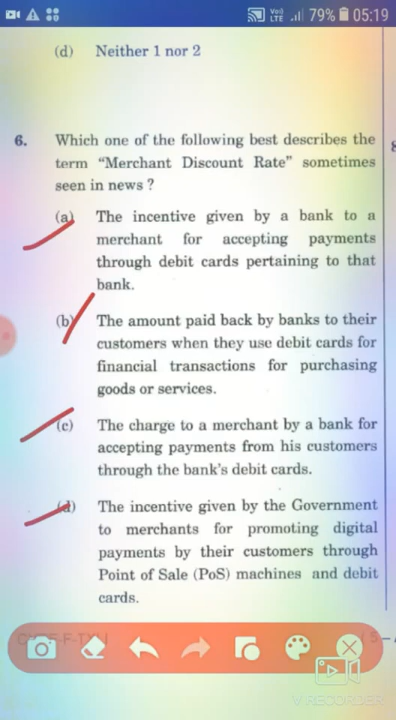 79% 05:19
(d) Neither 1 nor 2
6. Which one of the following best describes the
term “Merchant Discount Rate” sometimes
seen in news ?
(a) The incentive given by a bank to a
merchant for accepting payments
through debit cards pertaining to that
bank.
(b) The amount paid back by banks to their
customers when they use debit cards for
financial transactions for purchasing
goods or services.
(c) The charge to a merchant by a bank for
accepting payments from his customers
through the bank’s debit cards.
(d) The incentive given by the Government
to merchants for promoting digital
payments by their customers through
Point of Sale (PoS) machines and debit
cards.
V RECORDER